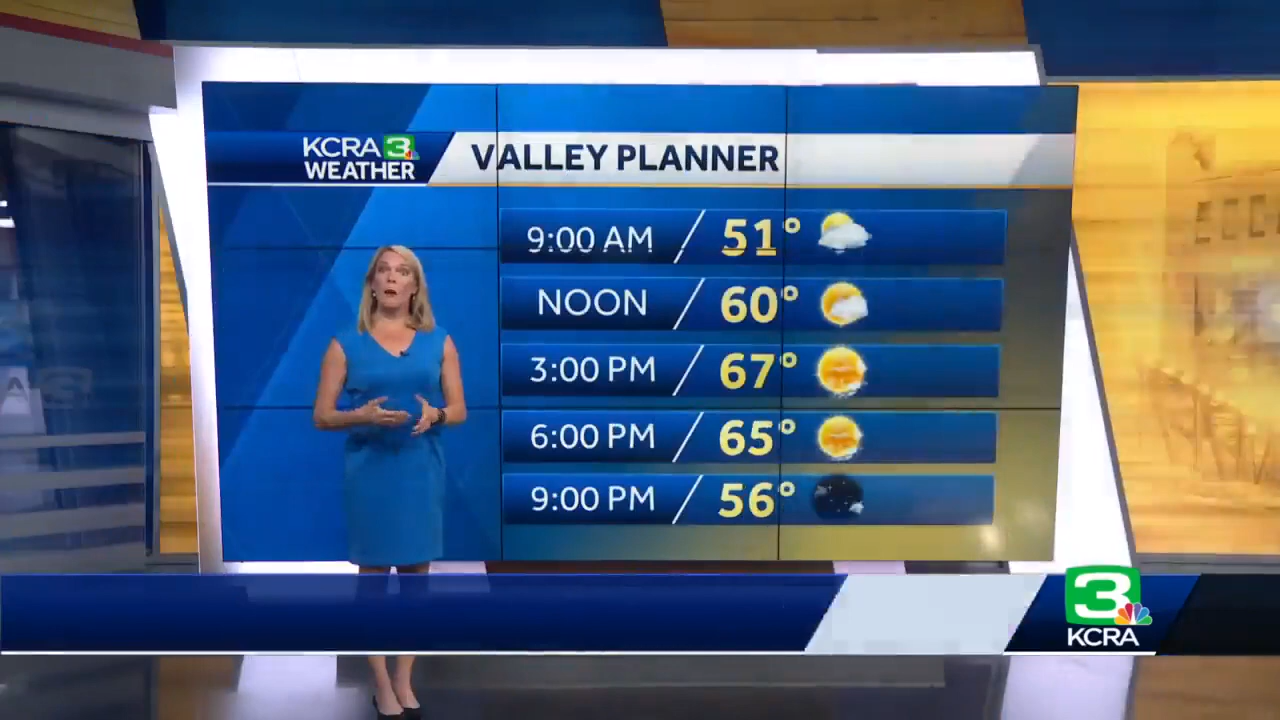 KCRA 3
WEATHER
VALLEY PLANNER
9:00 AM / 51°
NOON / 60°
3:00 PM / 67°
6:00 PM / 65°
9:00 PM / 56°
3
KCRA